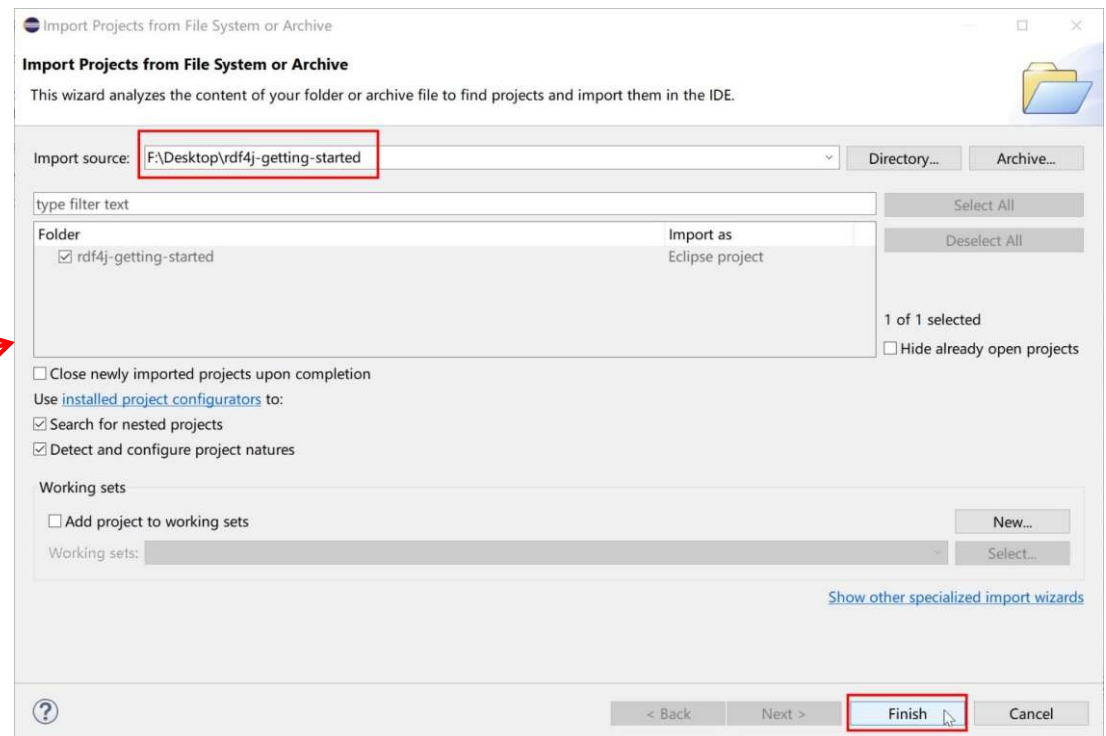 Import Projects from File System or Archive
Import Projects from File System or Archive
This wizard analyzes the content of your folder or archive file to find projects and import them in the IDE.
Import source: F:\Desktop\rdf4j-getting-started Directory... Archive...
type filter text Select All
Folder Import as Deselect All
rdf4j-getting-started Eclipse project
1 of 1 selected
Hide already open projects
Close newly imported projects upon completion
Use installed project configurators to:
Search for nested projects
Detect and configure project natures
Working sets
Add project to working sets New...
Working sets: Select...
Show other specialized import wizards
? < Back Next > Finish Cancel